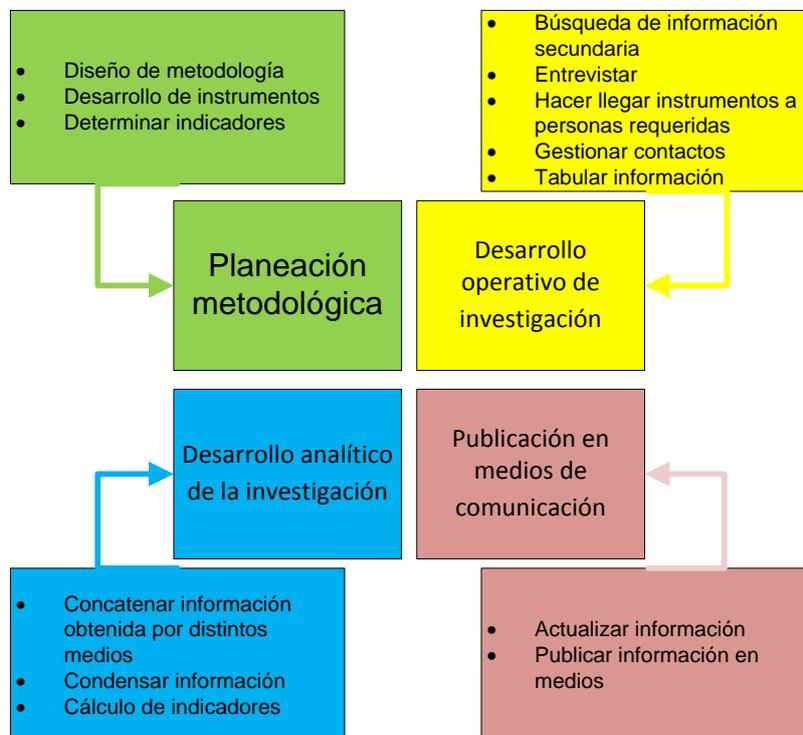 • Diseño de metodología
• Desarrollo de instrumentos
• Determinar indicadores
• Búsqueda de información
secundaria
• Entrevistar
• Hacer llegar instrumentos a
personas requeridas
• Gestionar contactos
• Tabular información
Planeación
metodológica
Desarrollo
operativo de
investigación
Desarrollo analítico
de la investigación
Publicación en
medios de
comunicación
• Concatenar información
obtenida por distintos
medios
• Condensar información
• Cálculo de indicadores
• Actualizar información
• Publicar información en
medios